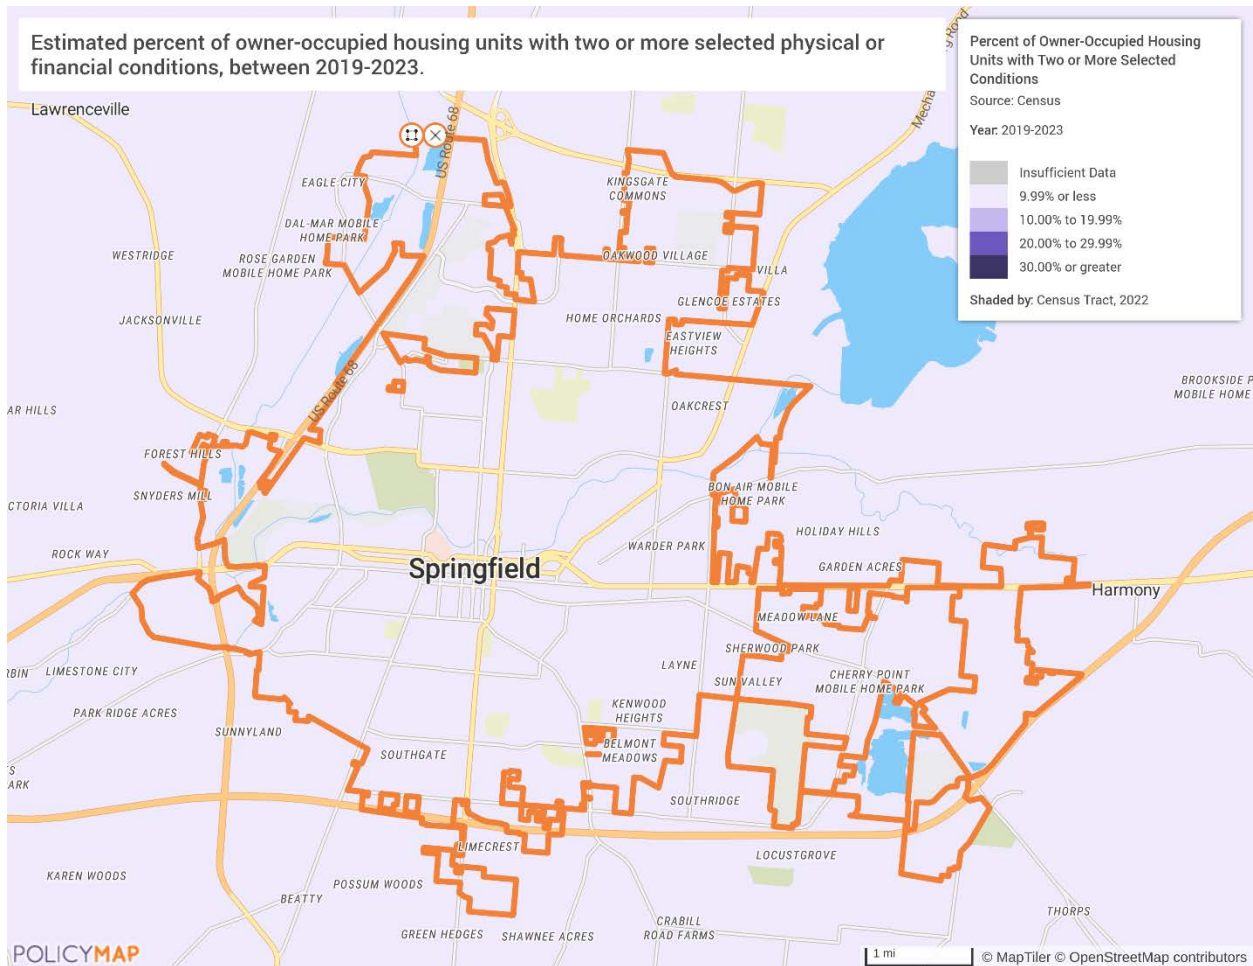 Estimated percent of owner-occupied housing units with two or more selected physical or
financial conditions, between 2019-2023.
Percent of Owner-Occupied Housing
Units with Two or More Selected
Conditions
Source: Census
Year: 2019-2023
Insufficient Data
9.99% or less
10.00% to 19.99%
20.00% to 29.99%
30.00% or greater
Shaded by: Census Tract, 2022
Lawrenceville
US Route 68
EAGLE CITY
KINGSGATE
COMMONS
DAL-MAR MOBILE
HOME PARK
WESTRIDGE
ROSE GARDEN
MOBILE HOME PARK
OAKWOOD VILLAGE
VILLA
GLENCOE ESTATES
JACKSONVILLE
HOME ORCHARDS
EASTVIEW
HEIGHTS
US Route 68
BROOKSIDE P
MOBILE HOME
OAKCREST
AR HILLS
FOREST HILLS
SNYDERS MILL
CTORIA VILLA
BON AIR MOBILE
HOME PARK
HOLIDAY HILLS
WARDER PARK
ROCK WAY
Springfield
GARDEN ACRES
Harmony
MEADOW LANE
SHERWOOD PARK
LAYNE
RBIN
LIMESTONE CITY
SUN VALLEY
CHERRY POINT
MOBILE HOME PARK
PARK RIDGE ACRES
KENWOOD
HEIGHTS
SUNNYLAND
SOUTHGATE
BELMONT
MEADOWS
ARK
SOUTHRIDGE
LIMECREST
LOCUSTGROVE
KAREN WOODS
POSSUM WOODS
BEATTY
THORPS
CRABILL
ROAD FARMS
GREEN HEDGES
SHAWNEE ACRES
POLICYMAP
1 mi
© MapTiler © OpenStreetMap contributors